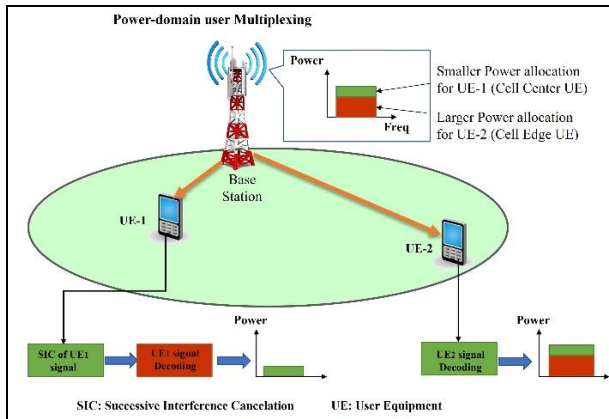 Power-domain user Multiplexing
Power
Freq
Smaller Power allocation
for UE-1 (Cell Center UE)
Larger Power allocation
for UE-2 (Cell Edge UE)
Base
Station
UE-1
UE-2
SIC of UE1
signal
UE1 signal
Decoding
Power
UE2 signal
Decoding
Power
SIC: Successive Interference Cancelation
UE: User Equipment